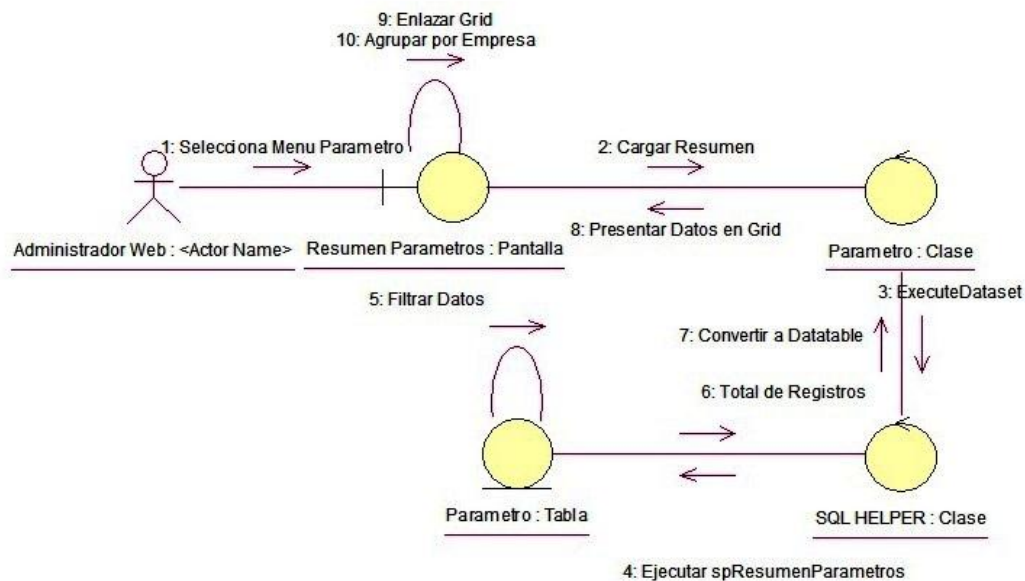 9: Enlazar Grid
10: Agrupar por Empresa
1: Selecciona Menu Parametro
2: Cargar Resumen
8: Presentar Datos en Grid
Administrador Web : <Actor Name>
Resumen Parametros : Pantalla
Parametro : Clase
5: Filtrar Datos
3: ExecuteDataset
7: Convertir a Datatable
6: Total de Registros
Parametro : Tabla
SQL HELPER : Clase
4: Ejecutar spResumenParametros